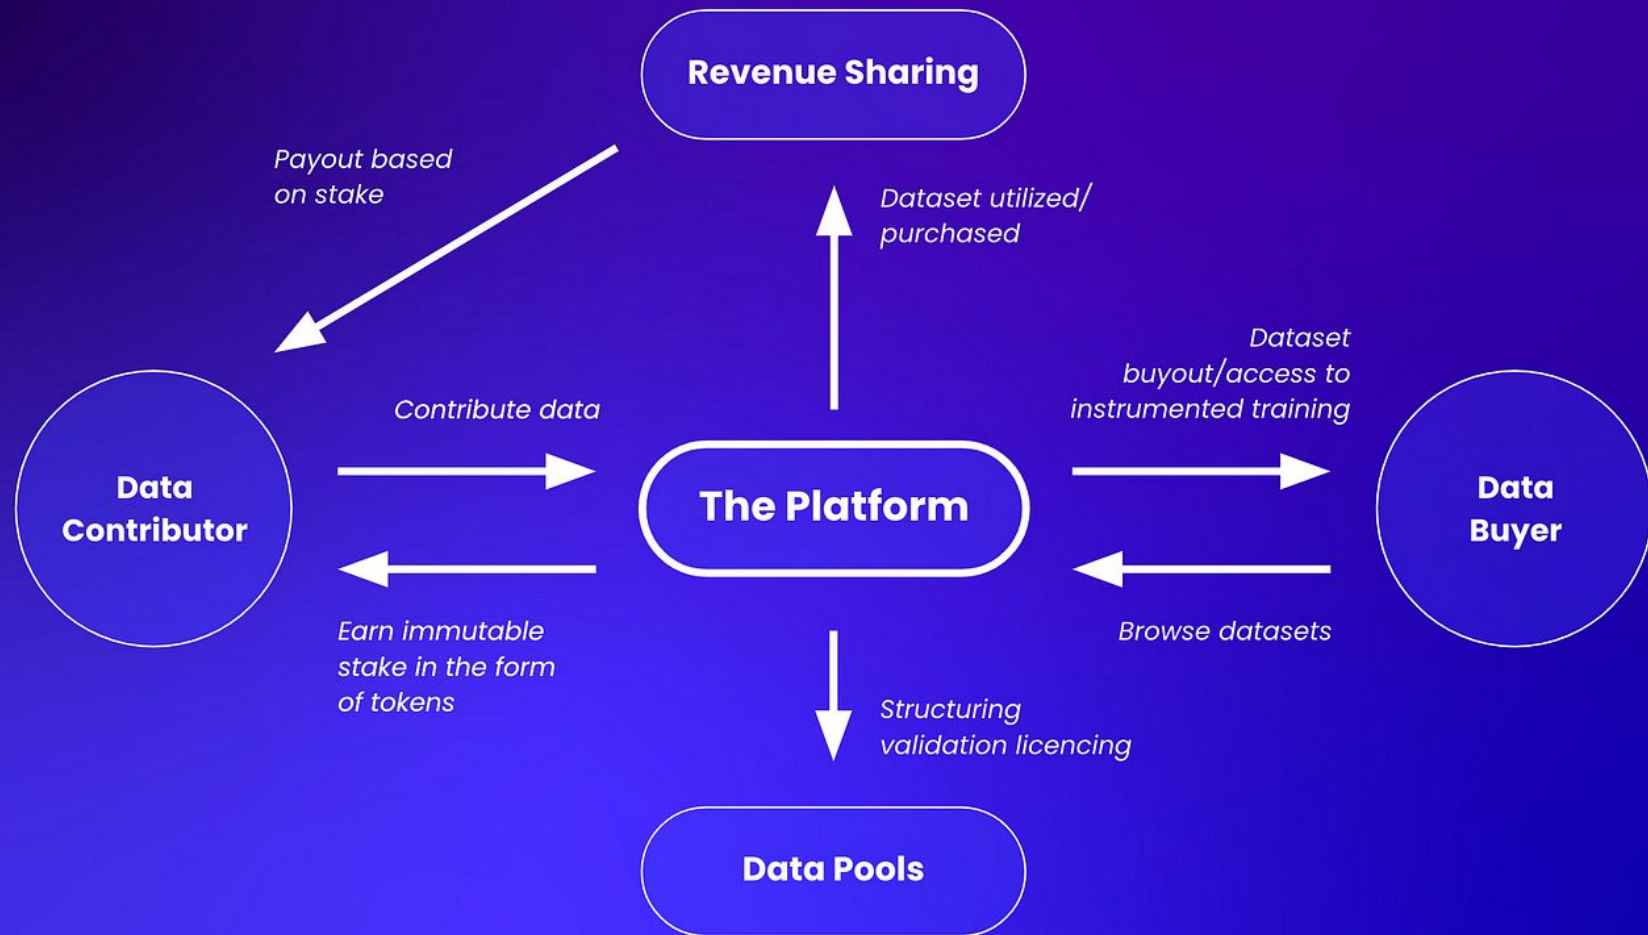 Revenue Sharing
Payout based
on stake
Dataset utilized/
purchased
Dataset
buyout/access to
instrumented training
Contribute data
Data
Contributor
The Platform
Data
Buyer
Earn immutable
stake in the form
of tokens
Browse datasets
Structuring
validation licencing
Data Pools